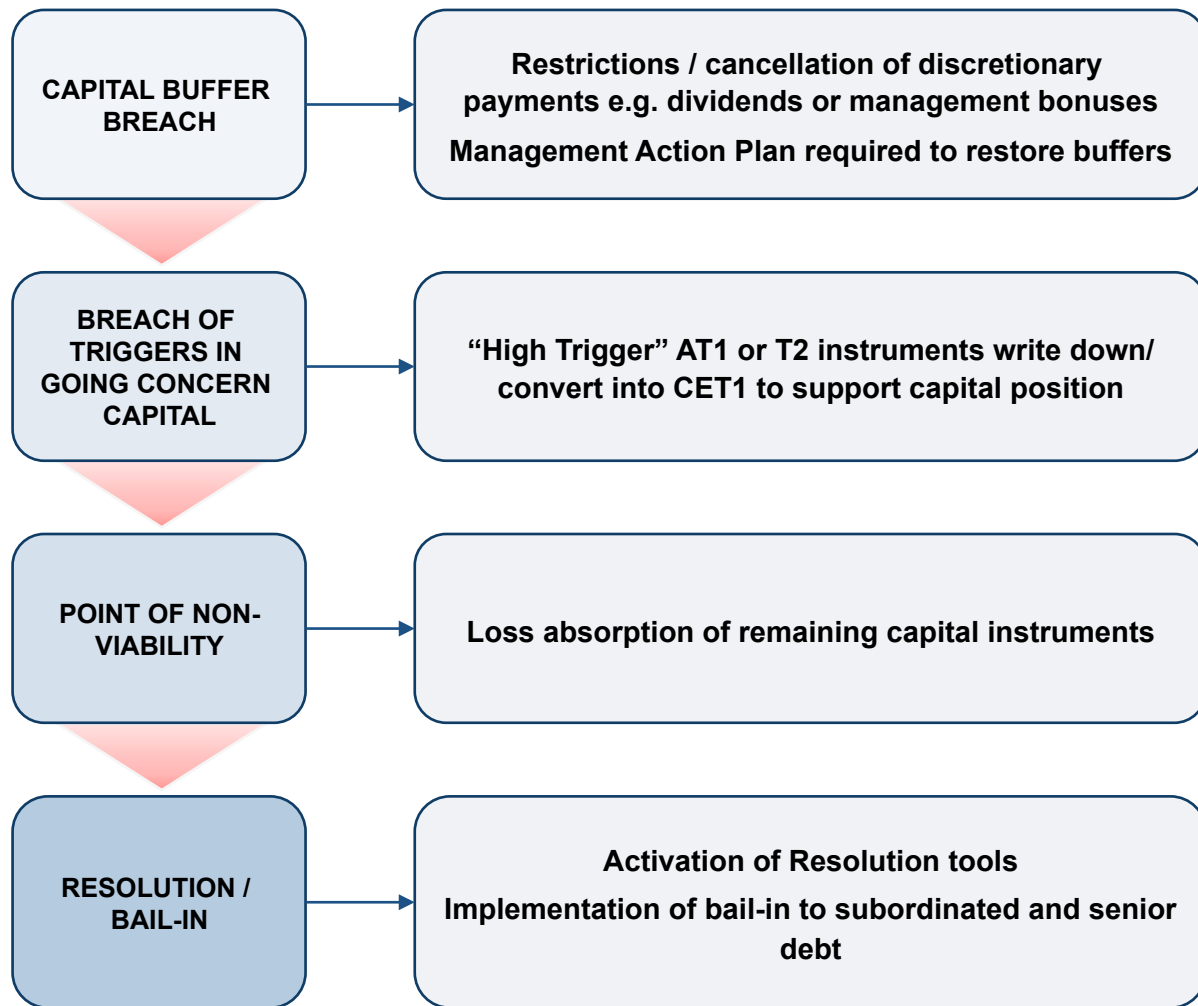 CAPITAL BUFFER
BREACH
Restrictions / cancellation of discretionary
payments e.g. dividends or management bonuses
Management Action Plan required to restore buffers
BREACH OF
TRIGGERS IN
GOING CONCERN
CAPITAL
“High Trigger” AT1 or T2 instruments write down/
convert into CET1 to support capital position
POINT OF NON-
VIABILITY
Loss absorption of remaining capital instruments
RESOLUTION /
BAIL-IN
Activation of Resolution tools
Implementation of bail-in to subordinated and senior
debt